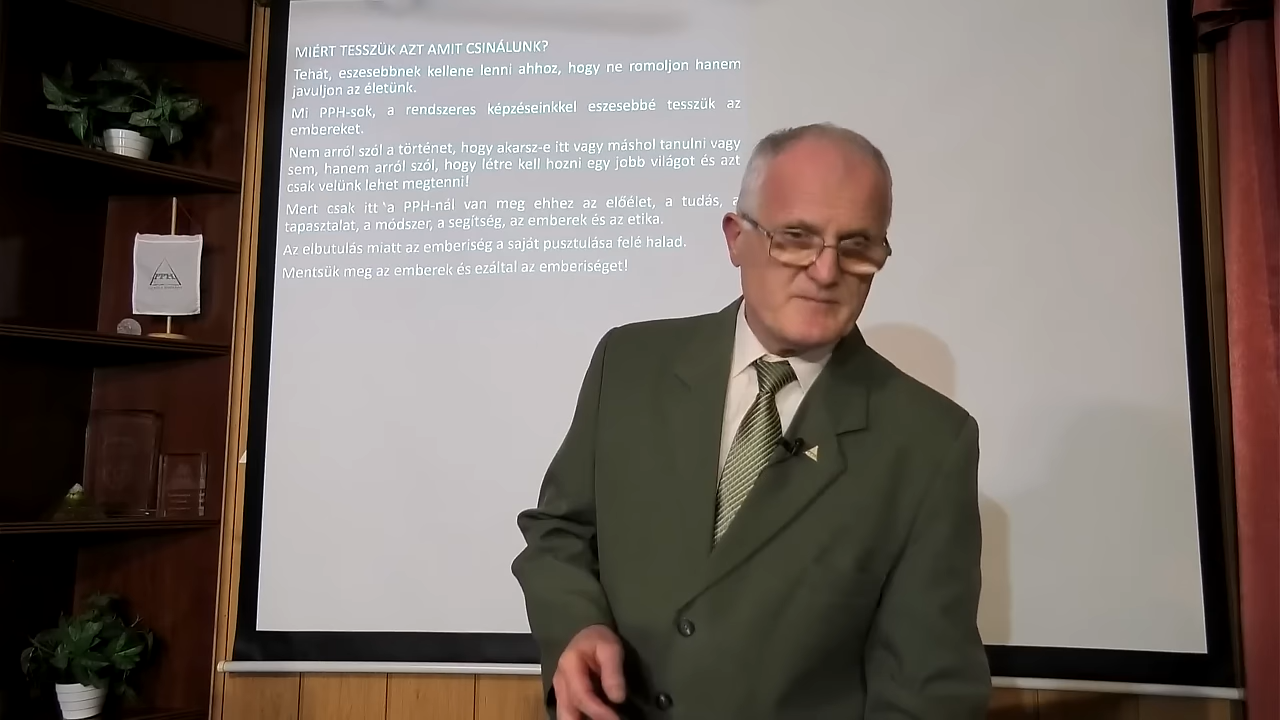 MIÉRT TESSZÜK AZT AMIT CSINÁLUNK?
Tehát, eszesebbnek kellene lenni ahhoz, hogy ne romoljon hanem
javuljon az életünk.
Mi PPH-sok, a rendszeres képzéseinkkel eszesebbé tesszük az
embereket.
Nem arról szól a történet, hogy akarsz-e itt vagy máshol tanulni vagy
sem, hanem arról szól, hogy létre kell hozni egy jobb világot és azt
csak velünk lehet megtenni!
Mert csak itt 'a PPH-nál van meg ehhez az előélet, a tudás, a
tapasztalat, a módszer, a segítség, az emberek és az etika.
Az elbutulás miatt az emberiség a saját pusztulása felé halad.
Mentsük meg az emberek és ezáltal az emberiséget!
PPH